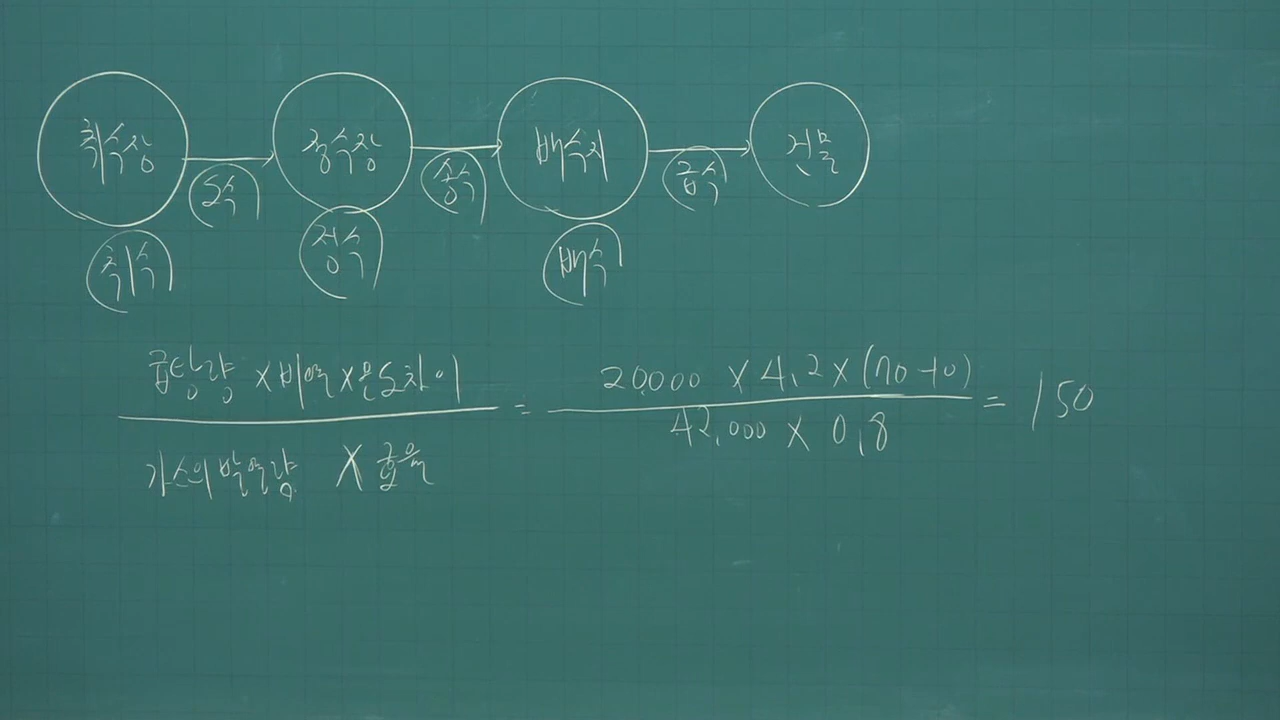 취수장 정수장 배수지 건물
도수 송수 급수
취수 정수 배수
급탕량 × 비열 × 온도차이 = 20,000 × 4.2 × (70-10) = 150
가스의 발열량 × 효율 42,000 × 0.8